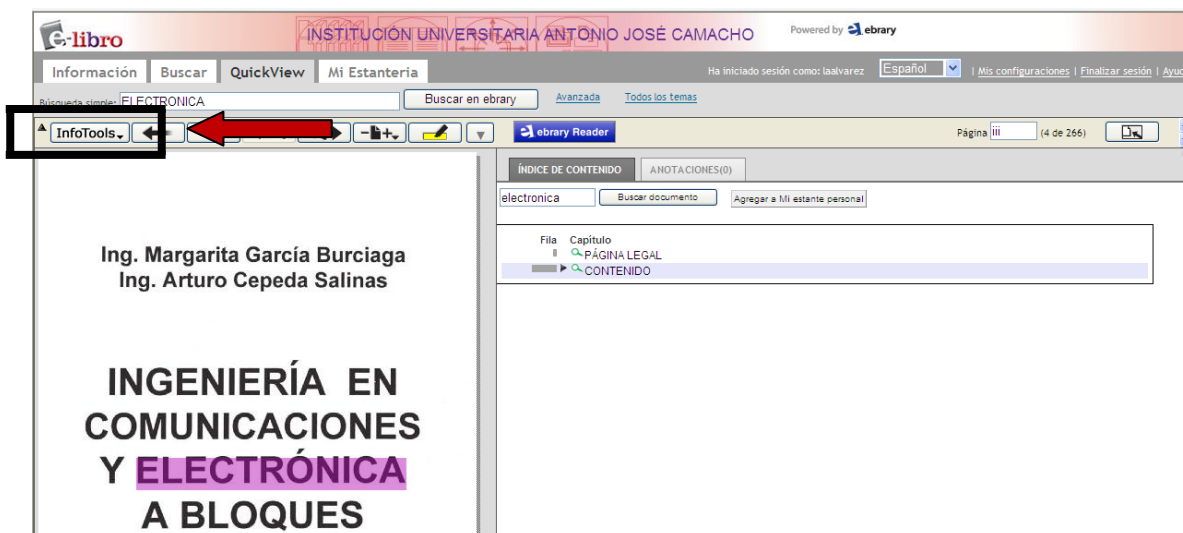 e-libro
INSTITUCIÓN UNIVERSITARIA ANTONIO JOSÉ CAMACHO
Powered by ebrary
Información Buscar QuickView Mi Estanteria
Ha iniciado sesión como: laalvarez Español | Mis configuraciones | Finalizar sesión |
Búsqueda simple: ELECTRONICA Buscar en ebrary Avanzada Todos los temas
InfoTools ebrary Reader Página iii (4 de 266)
ÍNDICE DE CONTENIDO ANOTACIONES(0)
electronica Buscar documento Agregar a Mi estante personal
Fila Capítulo
PÁGINA LEGAL
CONTENIDO
Ing. Margarita García Burciaga
Ing. Arturo Cepeda Salinas
INGENIERÍA EN
COMUNICACIONES
Y ELECTRÓNICA
A BLOQUES